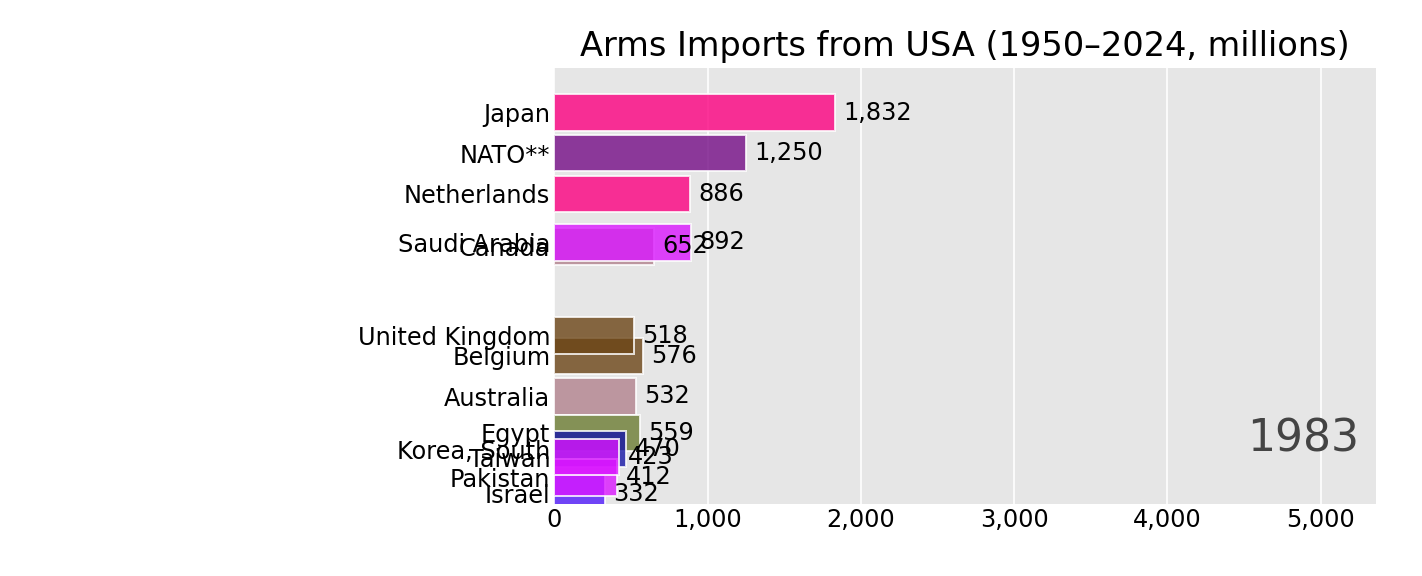 Arms Imports from USA (1950–2024, millions)
Japan 1,832
NATO** 1,250
Netherlands 886
Saudi Arabia 892
Canada 652
United Kingdom 518
Belgium 576
Australia 532
Egypt 559
Korea, South 470
Taiwan 423
Pakistan 412
Israel 332
1983
0 1,000 2,000 3,000 4,000 5,000